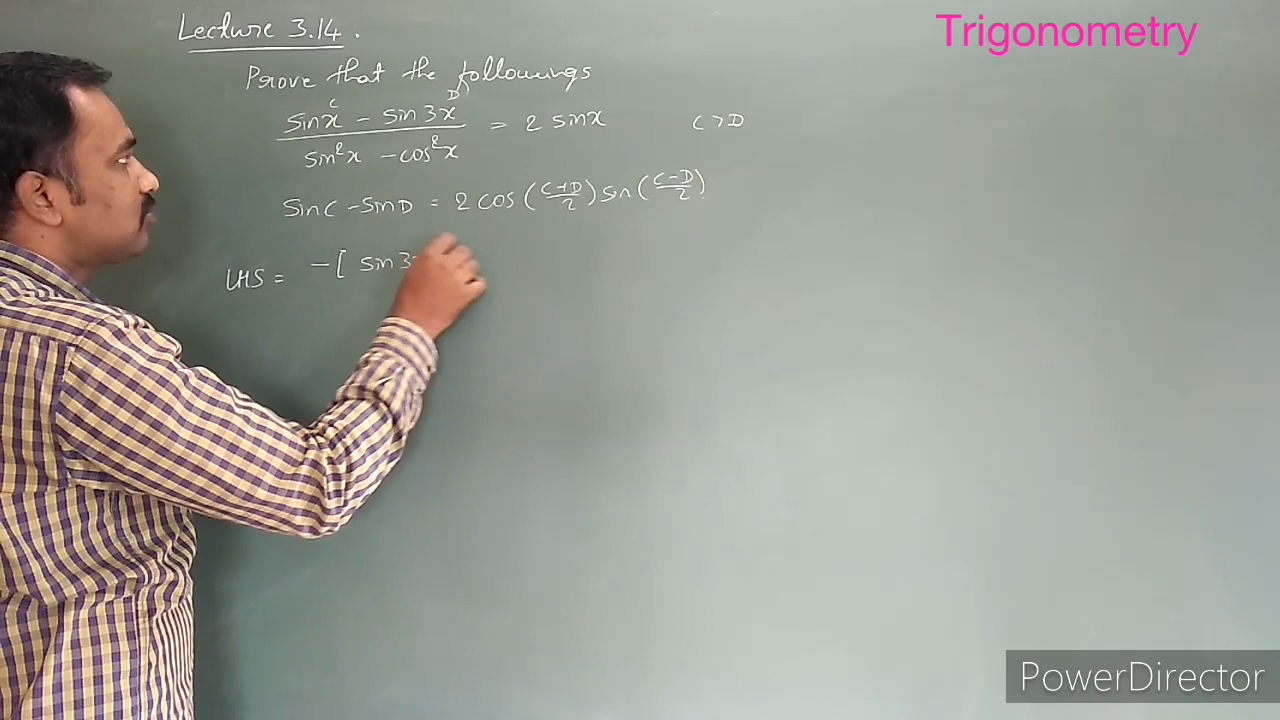 Lecture 3.14.
Trigonometry
Prove that the followings
C D
sinx - sin3x / sin²x - cos²x = 2 sinx C > D
sinC - sinD = 2 cos(C+D/2) sin(C-D/2)
LHS = -[ sin3
PowerDirector